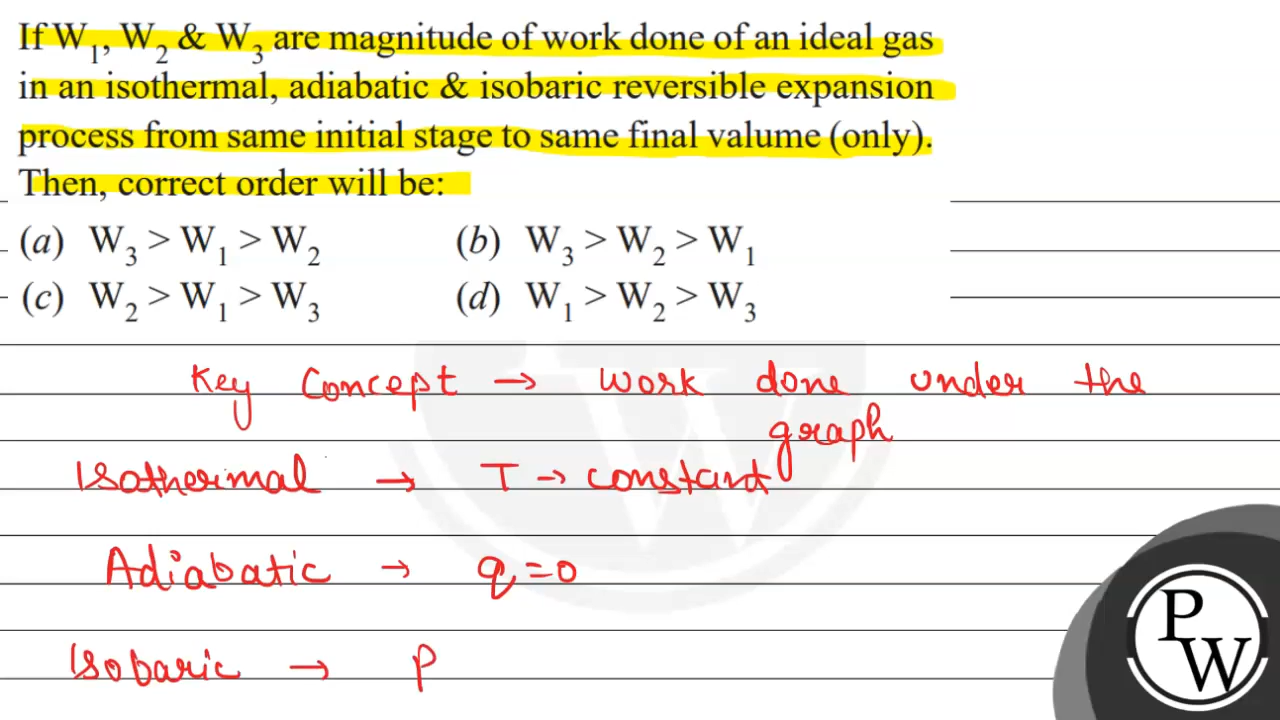 If W₁, W₂ & W₃ are magnitude of work done of an ideal gas
in an isothermal, adiabatic & isobaric reversible expansion
process from same initial stage to same final valume (only).
Then, correct order will be:
(a) W₃ > W₁ > W₂ (b) W₃ > W₂ > W₁
(c) W₂ > W₁ > W₃ (d) W₁ > W₂ > W₃
Key Concept → work done under the
graph
Isothermal → T → constant
Adiabatic → q = 0
Isobaric → P
P
W